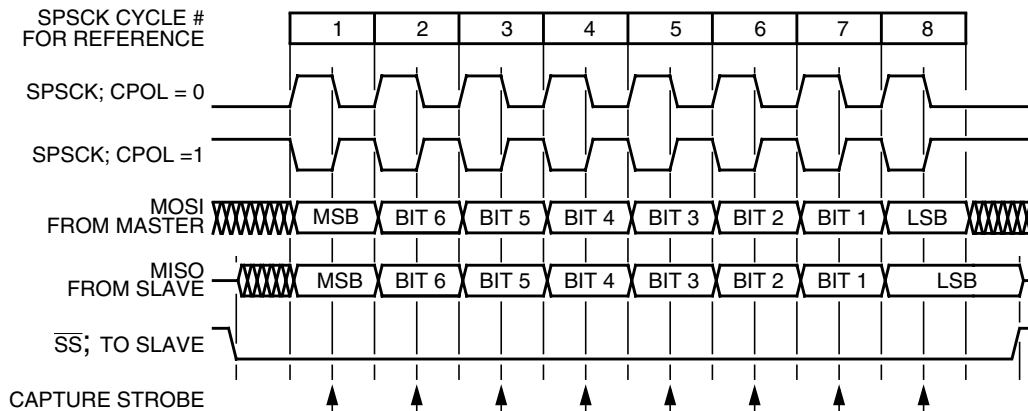 SPSCK CYCLE #
FOR REFERENCE
1 2 3 4 5 6 7 8
SPSCK; CPOL = 0
SPSCK; CPOL =1
MOSI
FROM MASTER
MSB BIT 6 BIT 5 BIT 4 BIT 3 BIT 2 BIT 1 LSB
MISO
FROM SLAVE
MSB BIT 6 BIT 5 BIT 4 BIT 3 BIT 2 BIT 1 LSB
S̅S̅; TO SLAVE
CAPTURE STROBE